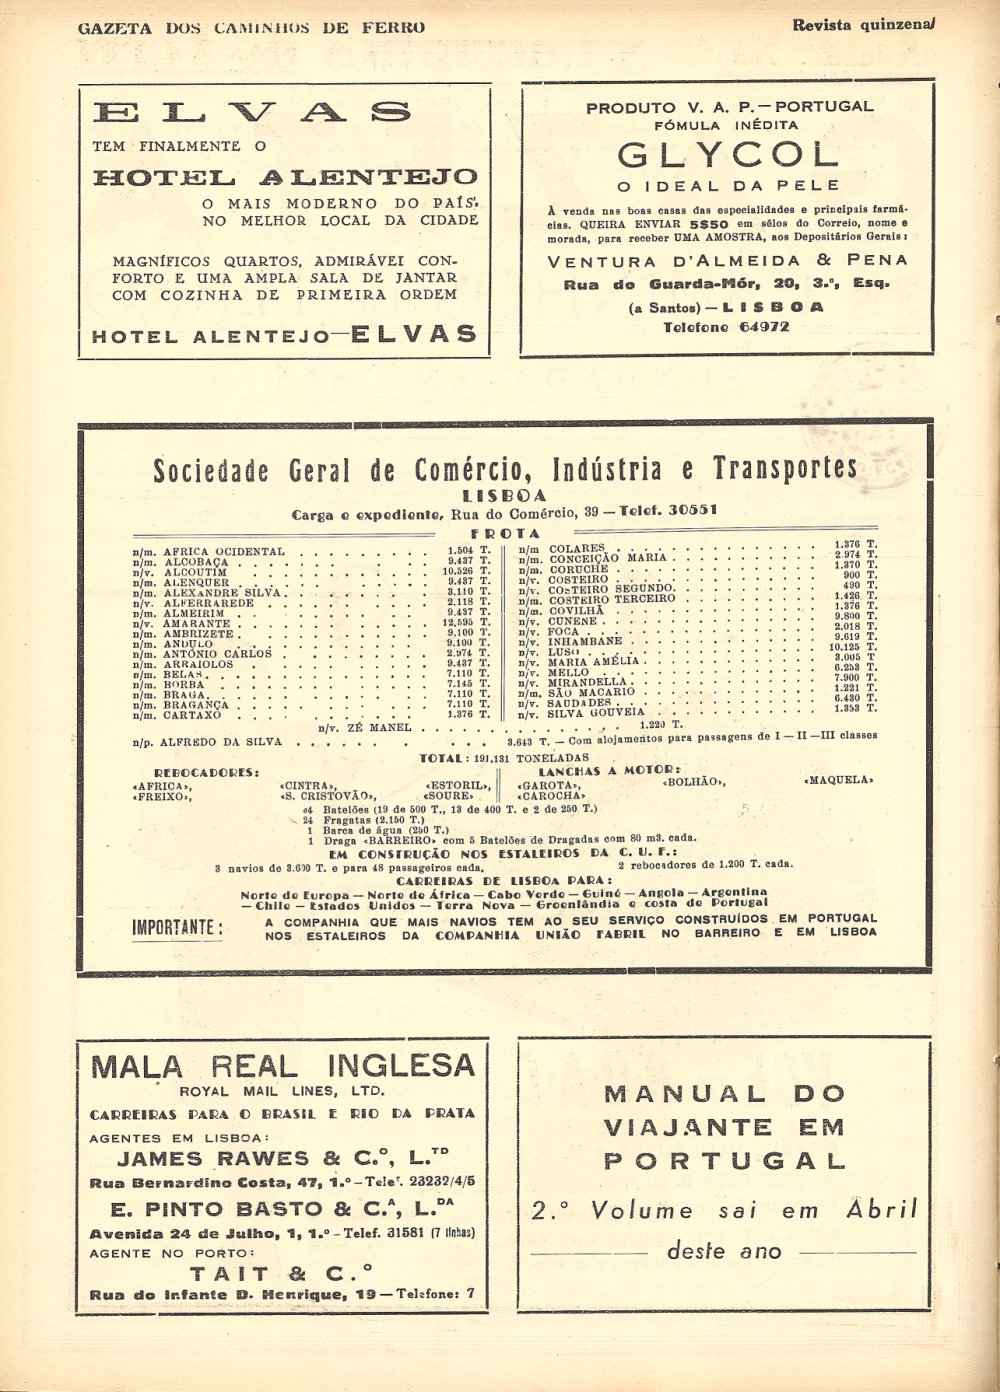 GAZETA DOS CAMINHOS DE FERRO
Revista quinzenal
ELVAS
TEM FINALMENTE O
HOTEL ALENTEJO
O MAIS MODERNO DO PAÍS,
NO MELHOR LOCAL DA CIDADE
MAGNÍFICOS QUARTOS, ADMIRÁVEI CON-
FORTO E UMA AMPLA SALA DE JANTAR
COM COZINHA DE PRIMEIRA ORDEM
HOTEL ALENTEJO—ELVAS
PRODUTO V. A. P.—PORTUGAL
FÓMULA INÉDITA
GLYCOL
O IDEAL DA PELE
À venda nas boas casas das especialidades e principais farmá-
cias. QUEIRA ENVIAR 5$50 em sêlos do Correio, nome e
morada, para receber UMA AMOSTRA, aos Depositários Gerais:
VENTURA D'ALMEIDA & PENA
Rua do Guarda-Mór, 20, 3.º, Esq.
(a Santos) — LISBOA
Telefone 64972
Sociedade Geral de Comércio, Indústria e Transportes
LISBOA
Carga e expediente, Rua do Comércio, 39 — Telef. 30551
FROTA
n/m. AFRICA OCIDENTAL . . . . . . . . . 1.504 T.
n/m. ALCOBAÇA . . . . . . . . . 9.437 T.
n/v. ALCOUTIM . . . . . . . . . 10.526 T.
n/m. ALENQUER . . . . . . . . . 9.437 T.
n/m. ALEXANDRE SILVA . . . . . . . . . 3.110 T.
n/v. ALFERRAREDE . . . . . . . . . 2.118 T.
n/m. ALMEIRIM . . . . . . . . . 9.437 T.
n/v. AMARANTE . . . . . . . . . 12.595 T.
n/m. AMBRIZETE . . . . . . . . . 9.100 T.
n/m. ANDULO . . . . . . . . . 9.100 T.
n/m. ANTÓNIO CARLOS . . . . . . . . . 2.974 T.
n/m. ARRAIOLOS . . . . . . . . . 9.437 T.
n/m. BELAS . . . . . . . . . 7.110 T.
n/m. BORBA . . . . . . . . . 7.145 T.
n/m. BRAGA . . . . . . . . . 7.110 T.
n/m. BRAGANÇA . . . . . . . . . 7.110 T.
n/m. CARTAXO . . . . . . . . . 1.376 T.
n/m COLARES . . . . . . . . . 1.376 T.
n/m. CONCEIÇÃO MARIA . . . . . . . . . 2.974 T.
n/m. CORUCHE . . . . . . . . . 1.370 T.
n/v. COSTEIRO . . . . . . . . . 900 T.
n/v. COSTEIRO SEGUNDO . . . . . . . . . 490 T.
n/m. COSTEIRO TERCEIRO . . . . . . . . . 1.426 T.
n/m. COVILHÃ . . . . . . . . . 1.376 T.
n/v. CUNENE . . . . . . . . . 9.800 T.
n/v. FOCA . . . . . . . . . 2.018 T.
n/v. INHAMBANE . . . . . . . . . 9.619 T.
n/v. LUSO . . . . . . . . . 10.125 T.
n/v. MARIA AMÉLIA . . . . . . . . . 3.005 T
n/v. MELLO . . . . . . . . . 6.253 T.
n/v. MIRANDELLA . . . . . . . . . 7.900 T.
n/m. SÃO MACARIO . . . . . . . . . 1.221 T.
n/v. SAUDADES . . . . . . . . . 6.430 T.
n/v. SILVA GOUVEIA . . . . . . . . . 1.353 T.
n/v. ZÉ MANEL . . . . . . . . . 1.220 T.
n/p. ALFREDO DA SILVA . . . . . . . . . 3.643 T. — Com alojamentos para passagens de I — II — III classes
TOTAL: 191.131 TONELADAS
REBOCADORES:
«AFRICA», «CINTRA», «ESTORIL»,
«FREIXO», «S. CRISTOVÃO», «SOURE»
LANCHAS A MOTOR:
«GAROTA», «BOLHÃO», «MAQUELA»
«CAROCHA»
34 Batelões (19 de 500 T., 13 de 400 T. e 2 de 250 T.)
24 Fragatas (2.150 T.)
1 Barca de água (250 T.)
1 Draga «BARREIRO» com 5 Batelões de Dragadas com 80 m3. cada.
EM CONSTRUÇÃO NOS ESTALEIROS DA C. U. F.:
3 navios de 3.600 T. e para 48 passageiros cada, 2 rebocadores de 1.200 T. cada.
CARREIRAS DE LISBOA PARA:
Norte de Europa — Norte de África — Cabo Verde — Guiné — Angola — Argentina
— Chile — Estados Unidos — Terra Nova — Groenlândia e costa de Portugal
IMPORTANTE: A COMPANHIA QUE MAIS NAVIOS TEM AO SEU SERVIÇO CONSTRUÍDOS EM PORTUGAL
NOS ESTALEIROS DA COMPANHIA UNIÃO FABRIL NO BARREIRO E EM LISBOA
MALA REAL INGLESA
ROYAL MAIL LINES, LTD.
CARREIRAS PARA O BRASIL E RIO DA PRATA
AGENTES EM LISBOA:
JAMES RAWES & C.º, L.TD
Rua Bernardino Costa, 47, 1.º — Telef. 23232/4/5
E. PINTO BASTO & C.A, L.DA
Avenida 24 de Julho, 1, 1.º — Telef. 31581 (7 linhas)
AGENTE NO PORTO:
TAIT & C.º
Rua do Infante D. Henrique, 19 — Telefone: 7
MANUAL DO
VIAJANTE EM
PORTUGAL
2.º Volume sai em Abril
deste ano